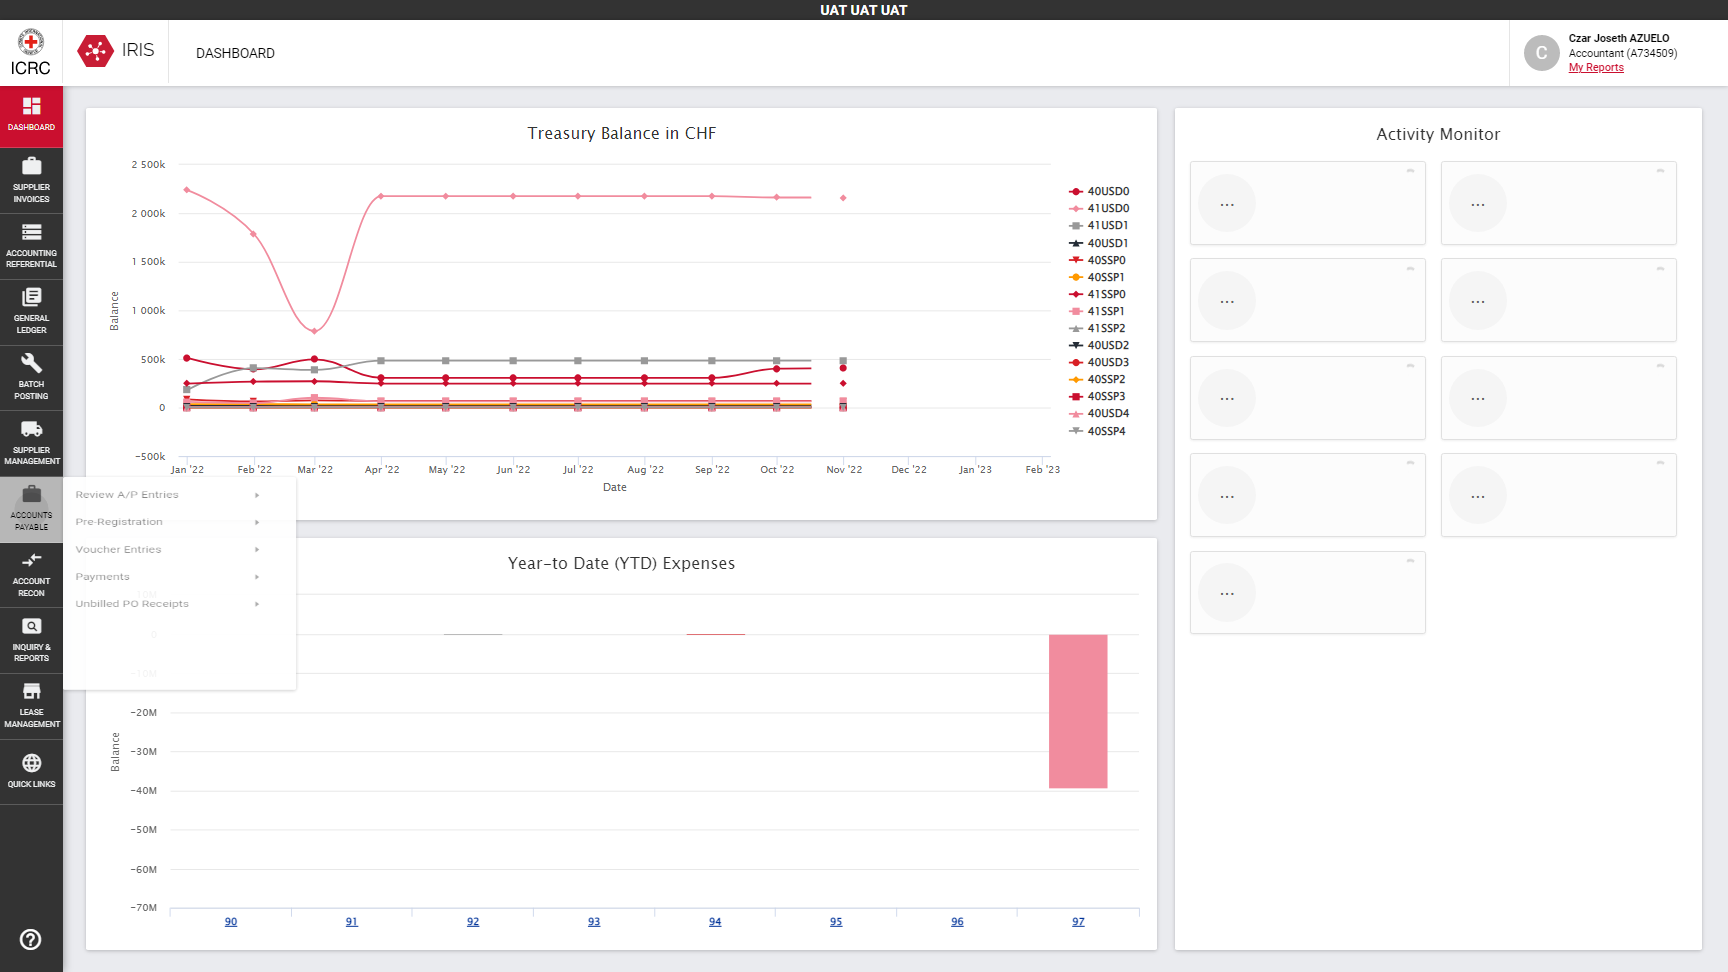 UAT UAT UAT
ICRC
IRIS
DASHBOARD
C
Czar Joseth AZUELO
Accountant (A734509)
My Reports
DASHBOARD
SUPPLIER
INVOICES
ACCOUNTING
REFERENTIAL
GENERAL
LEDGER
BATCH
POSTING
SUPPLIER
MANAGEMENT
ACCOUNTS
PAYABLE
ACCOUNT
RECON
INQUIRY &
REPORTS
LEASE
MANAGEMENT
QUICK LINKS
Review A/P Entries
Pre-Registration
Voucher Entries
Payments
Unbilled PO Receipts
Treasury Balance in CHF
2 500k
2 000k
1 500k
1 000k
500k
0
-500k
Balance
Jan '22 Feb '22 Mar '22 Apr '22 May '22 Jun '22 Jul '22 Aug '22 Sep '22 Oct '22 Nov '22 Dec '22 Jan '23 Feb '23
Date
40USD0
41USD0
41USD1
40USD1
40SSP0
40SSP1
41SSP0
41SSP1
41SSP2
40USD2
40USD3
40SSP2
40SSP3
40USD4
40SSP4
Year-to Date (YTD) Expenses
10M
0
-10M
-20M
-30M
-40M
-50M
-60M
-70M
Balance
90 91 92 93 94 95 96 97
Activity Monitor
... ...
... ...
... ...
... ...
...